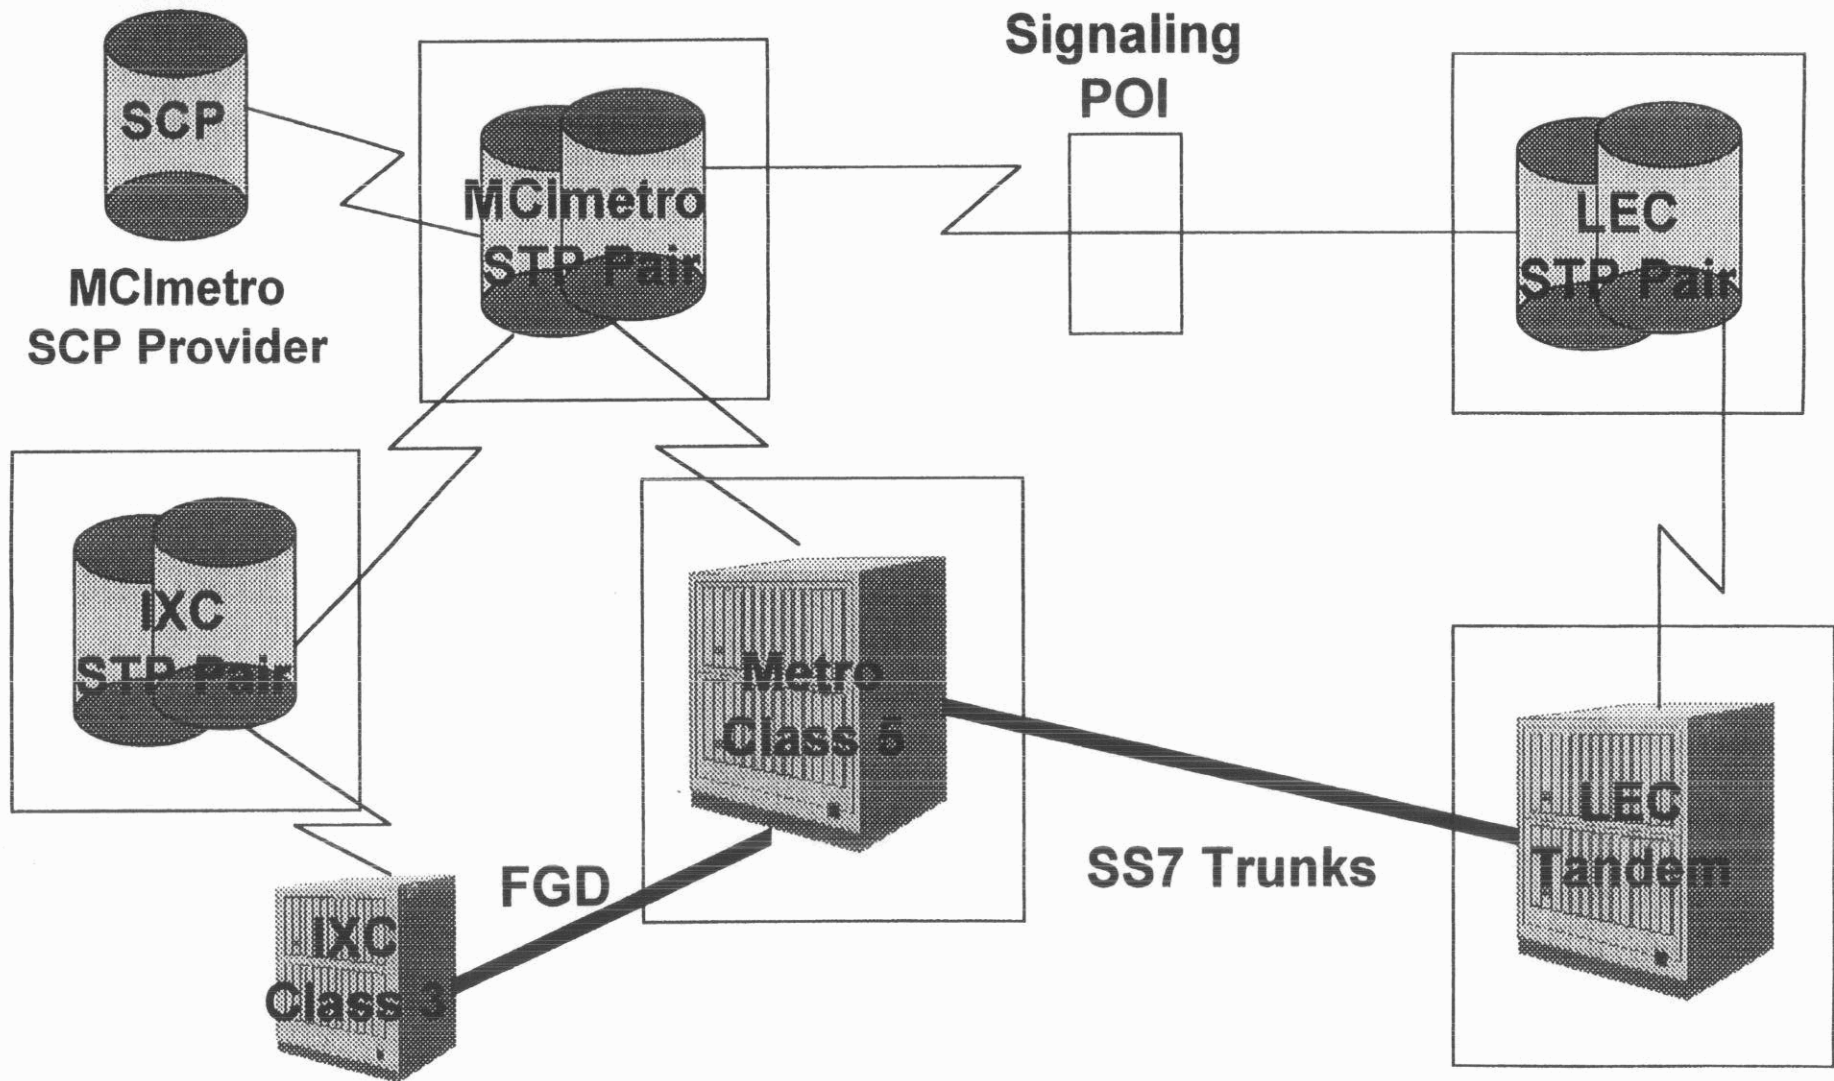 Signaling
POI
SCP
MCImetro
STP Pair
LEC
STP Pair
MCImetro
SCP Provider
IXC
STP Pair
Metro
Class 5
LEC
Tandem
SS7 Trunks
FGD
IXC
Class 3